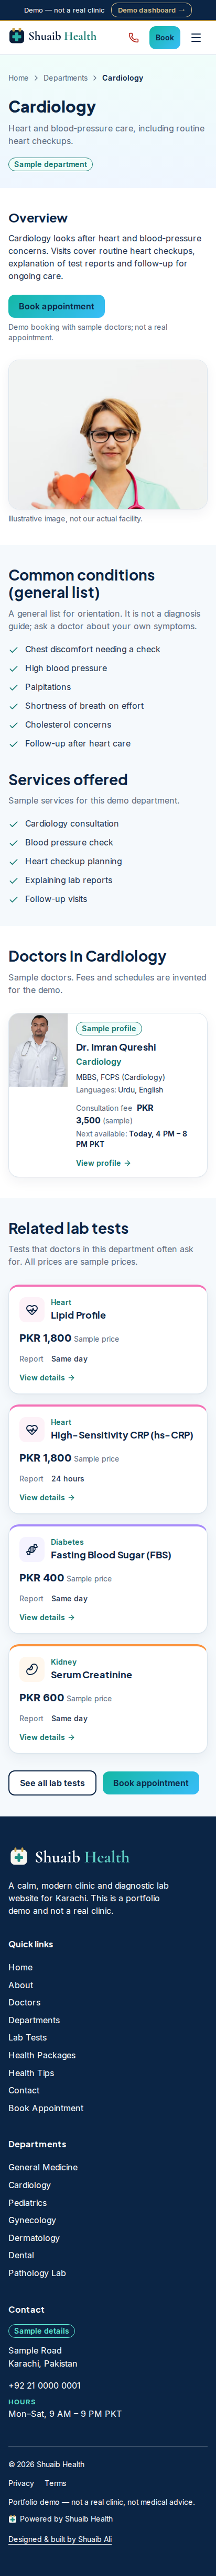 Demo — not a real clinic
Demo dashboard →
Shuaib Health
Book
Home > Departments > Cardiology
Cardiology
Heart and blood-pressure care, including routine
heart checkups.
Sample department
Overview
Cardiology looks after heart and blood-pressure
concerns. Visits cover routine heart checkups,
explanation of test reports and follow-up for
ongoing care.
Book appointment
Demo booking with sample doctors; not a real
appointment.
Illustrative image, not our actual facility.
Common conditions
(general list)
A general list for orientation. It is not a diagnosis
guide; ask a doctor about your own symptoms.
Chest discomfort needing a check
High blood pressure
Palpitations
Shortness of breath on effort
Cholesterol concerns
Follow-up after heart care
Services offered
Sample services for this demo department.
Cardiology consultation
Blood pressure check
Heart checkup planning
Explaining lab reports
Follow-up visits
Doctors in Cardiology
Sample doctors. Fees and schedules are invented
for the demo.
Sample profile
Dr. Imran Qureshi
Cardiology
MBBS, FCPS (Cardiology)
Languages: Urdu, English
Consultation fee PKR
3,500 (sample)
Next available: Today, 4 PM – 8
PM PKT
View profile →
Related lab tests
Tests that doctors in this department often ask
for. All prices are sample prices.
Heart
Lipid Profile
PKR 1,800 Sample price
Report Same day
View details →
Heart
High-Sensitivity CRP (hs-CRP)
PKR 1,800 Sample price
Report 24 hours
View details →
Diabetes
Fasting Blood Sugar (FBS)
PKR 400 Sample price
Report Same day
View details →
Kidney
Serum Creatinine
PKR 600 Sample price
Report Same day
View details →
See all lab tests
Book appointment
Shuaib Health
A calm, modern clinic and diagnostic lab
website for Karachi. This is a portfolio
demo and not a real clinic.
Quick links
Home
About
Doctors
Departments
Lab Tests
Health Packages
Health Tips
Contact
Book Appointment
Departments
General Medicine
Cardiology
Pediatrics
Gynecology
Dermatology
Dental
Pathology Lab
Contact
Sample details
Sample Road
Karachi, Pakistan
+92 21 0000 0001
HOURS
Mon–Sat, 9 AM – 9 PM PKT
© 2026 Shuaib Health
Privacy Terms
Portfolio demo — not a real clinic, not medical advice.
Powered by Shuaib Health
Designed & built by Shuaib Ali